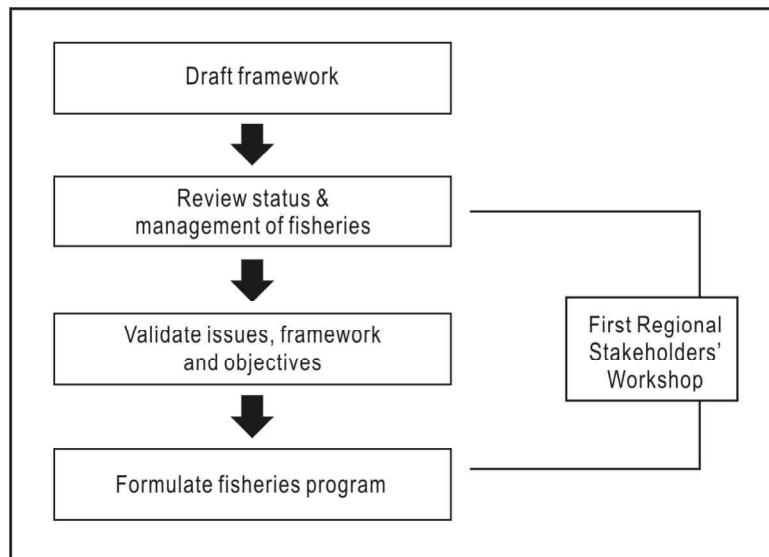 Draft framework
Review status &
management of fisheries
Validate issues, framework
and objectives
Formulate fisheries program
First Regional
Stakeholders’
Workshop